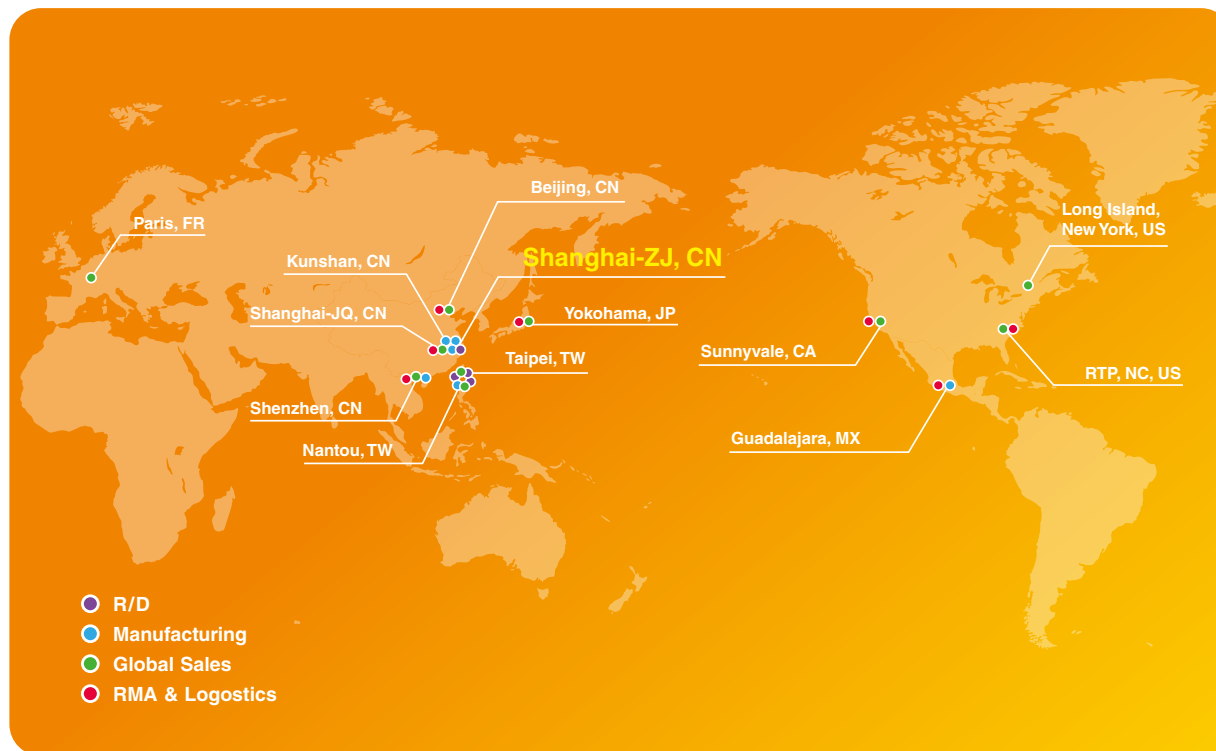 Beijing, CN
Paris, FR
Long Island,
New York, US
Kunshan, CN
Shanghai-ZJ, CN
Shanghai-JQ, CN
Yokohama, JP
Taipei, TW
Sunnyvale, CA
RTP, NC, US
Shenzhen, CN
Nantou, TW
Guadalajara, MX
R/D
Manufacturing
Global Sales
RMA & Logostics